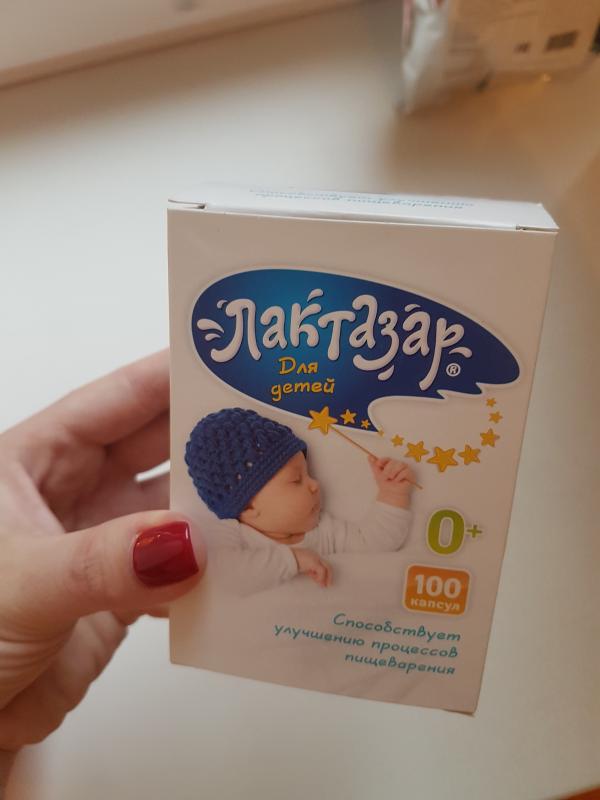 Лактазар®
Для
детей
0+
100
капсул
Способствует
улучшению процессов
пищеварения